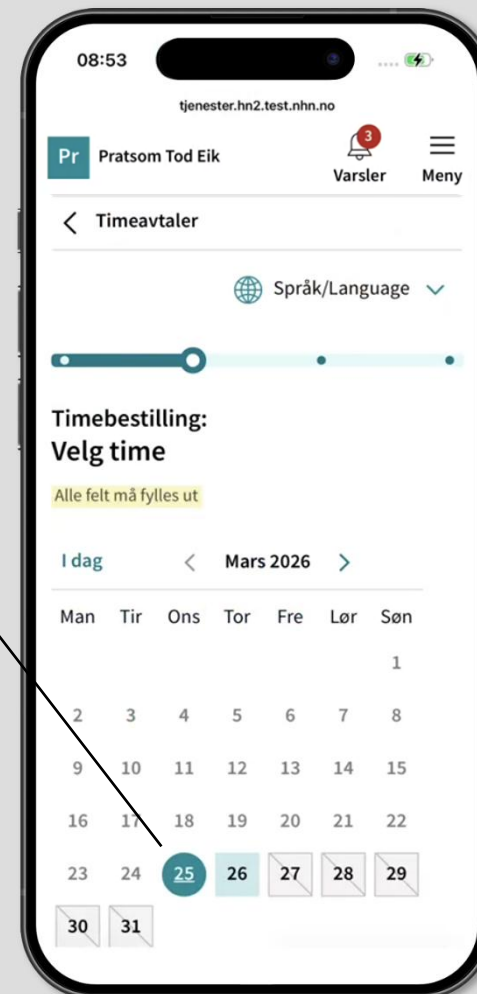 08:53
tjenester.hn2.test.nhn.no
Pr Pratsom Tod Eik
3
Varsler Meny
Timeavtaler
Språk/Language
Timebestilling:
Velg time
Alle felt må fylles ut
I dag Mars 2026
Man Tir Ons Tor Fre Lør Søn
1
2 3 4 5 6 7 8
9 10 11 12 13 14 15
16 17 18 19 20 21 22
23 24 25 26 27 28 29
30 31